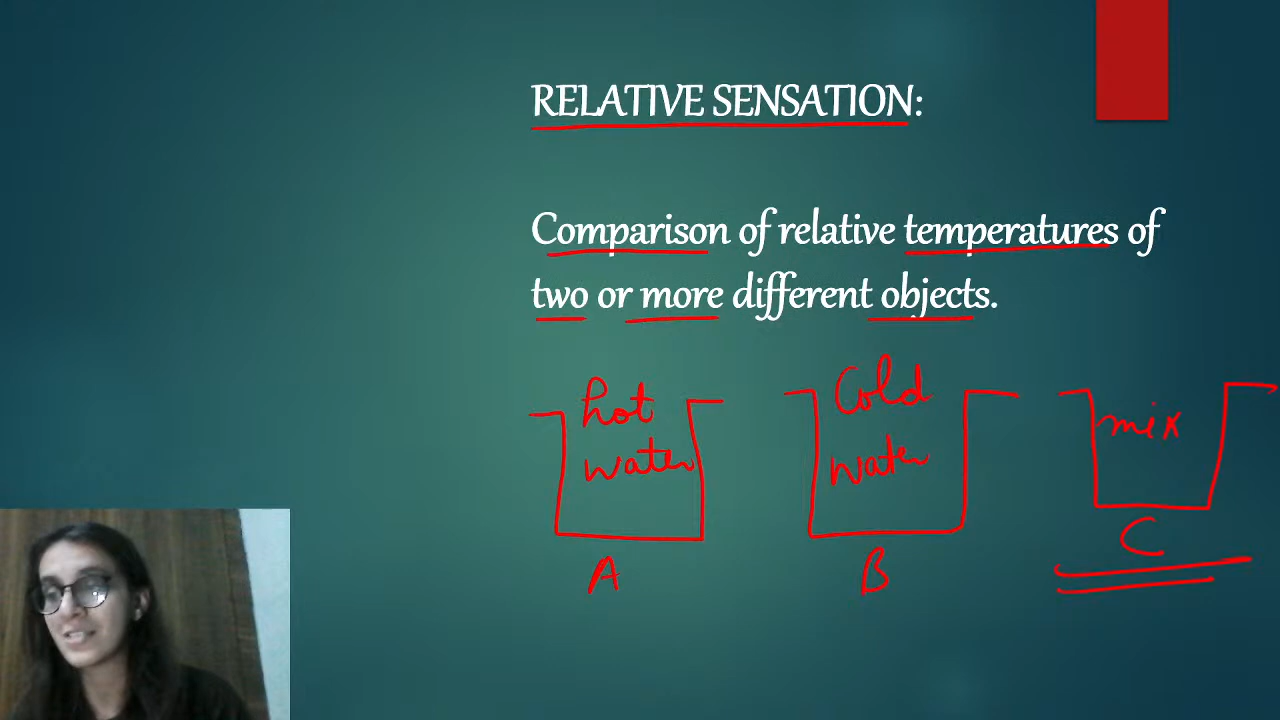 RELATIVE SENSATION:
Comparison of relative temperatures of
two or more different objects.
hot
water
A
Cold
water
B
mix
C